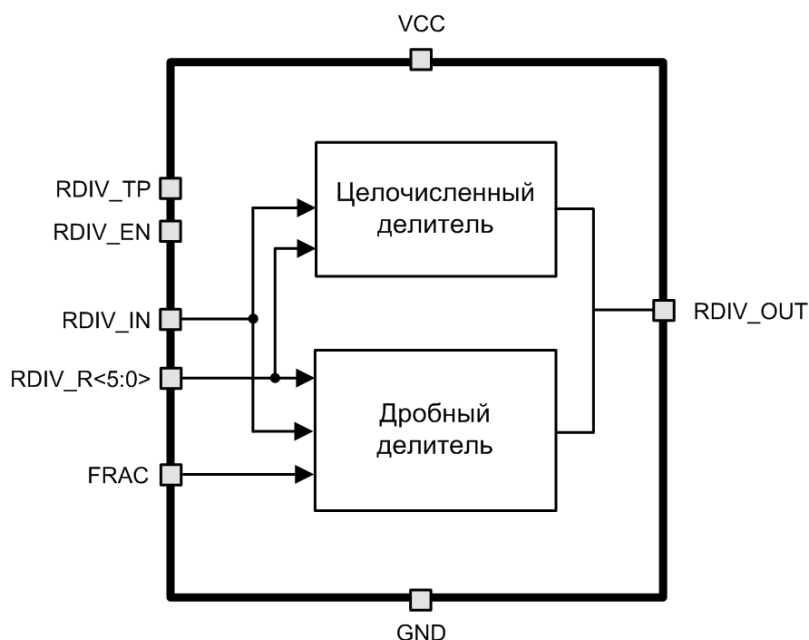 VCC
RDIV_TP
RDIV_EN
RDIV_IN
RDIV_R<5:0>
FRAC
Целочисленный
делитель
Дробный
делитель
RDIV_OUT
GND